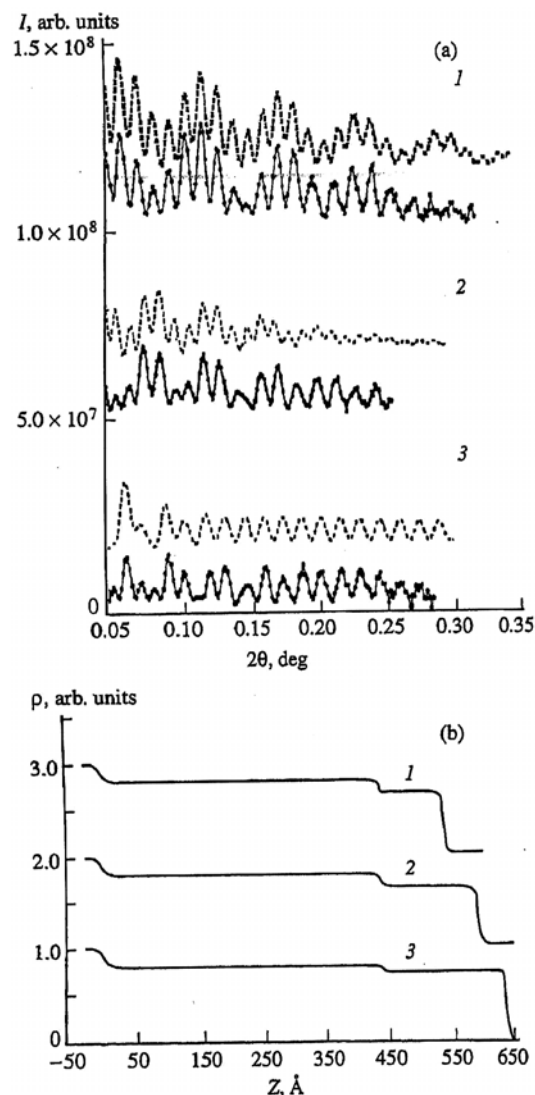 I, arb. units
1.5 × 10⁸
(a)
1
1.0 × 10⁸
2
5.0 × 10⁷
3
0
0.05 0.10 0.15 0.20 0.25 0.30 0.35
2θ, deg
ρ, arb. units
(b)
3.0
1
2.0
2
1.0
3
0
−50 50 150 250 350 450 550 650
Z, Å